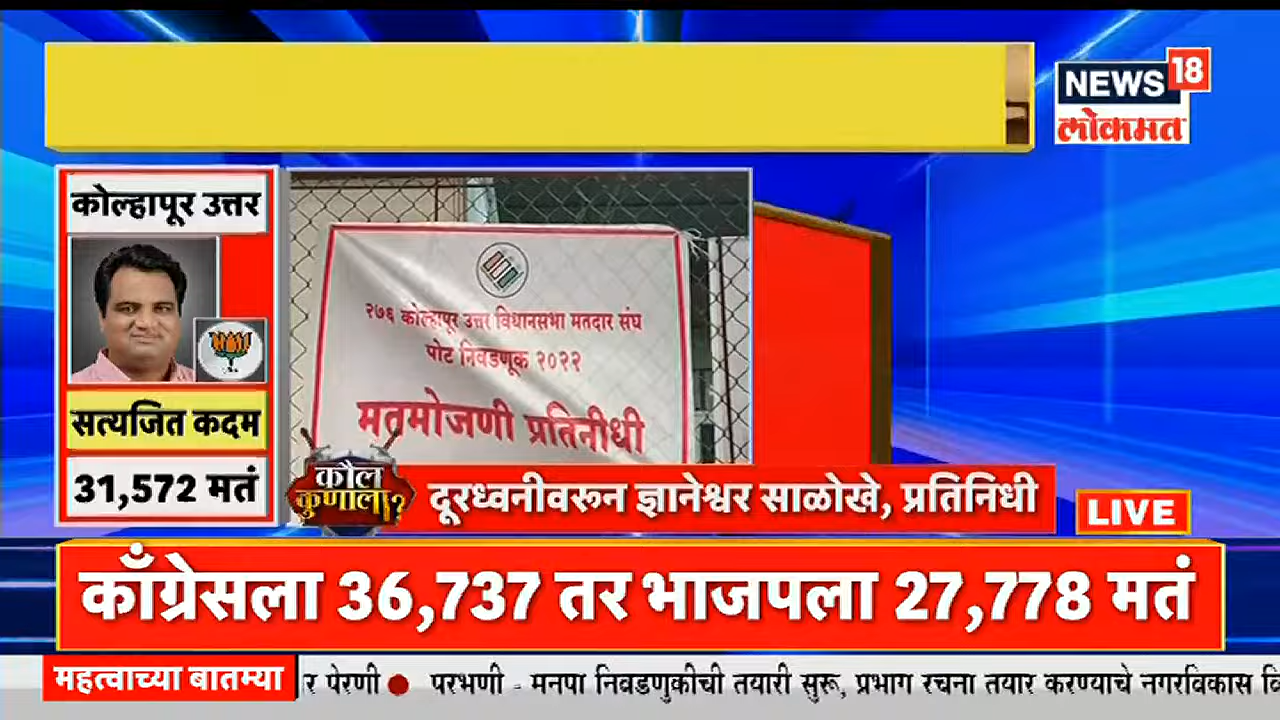 NEWS 18
लोकमत
कोल्हापूर उत्तर
सत्यजित कदम
31,572 मतं
२७६ कोल्हापूर उत्तर विधानसभा मतदार संघ
पोट निवडणूक २०२२
मतमोजणी प्रतिनीधी
कौल
कुणाला?
दूरध्वनीवरून ज्ञानेश्वर साळोखे, प्रतिनिधी
LIVE
काँग्रेसला 36,737 तर भाजपला 27,778 मतं
महत्वाच्या बातम्या
र पेरणी ● परभणी - मनपा निवडणुकीची तयारी सुरू, प्रभाग रचना तयार करण्याचे नगरविकास